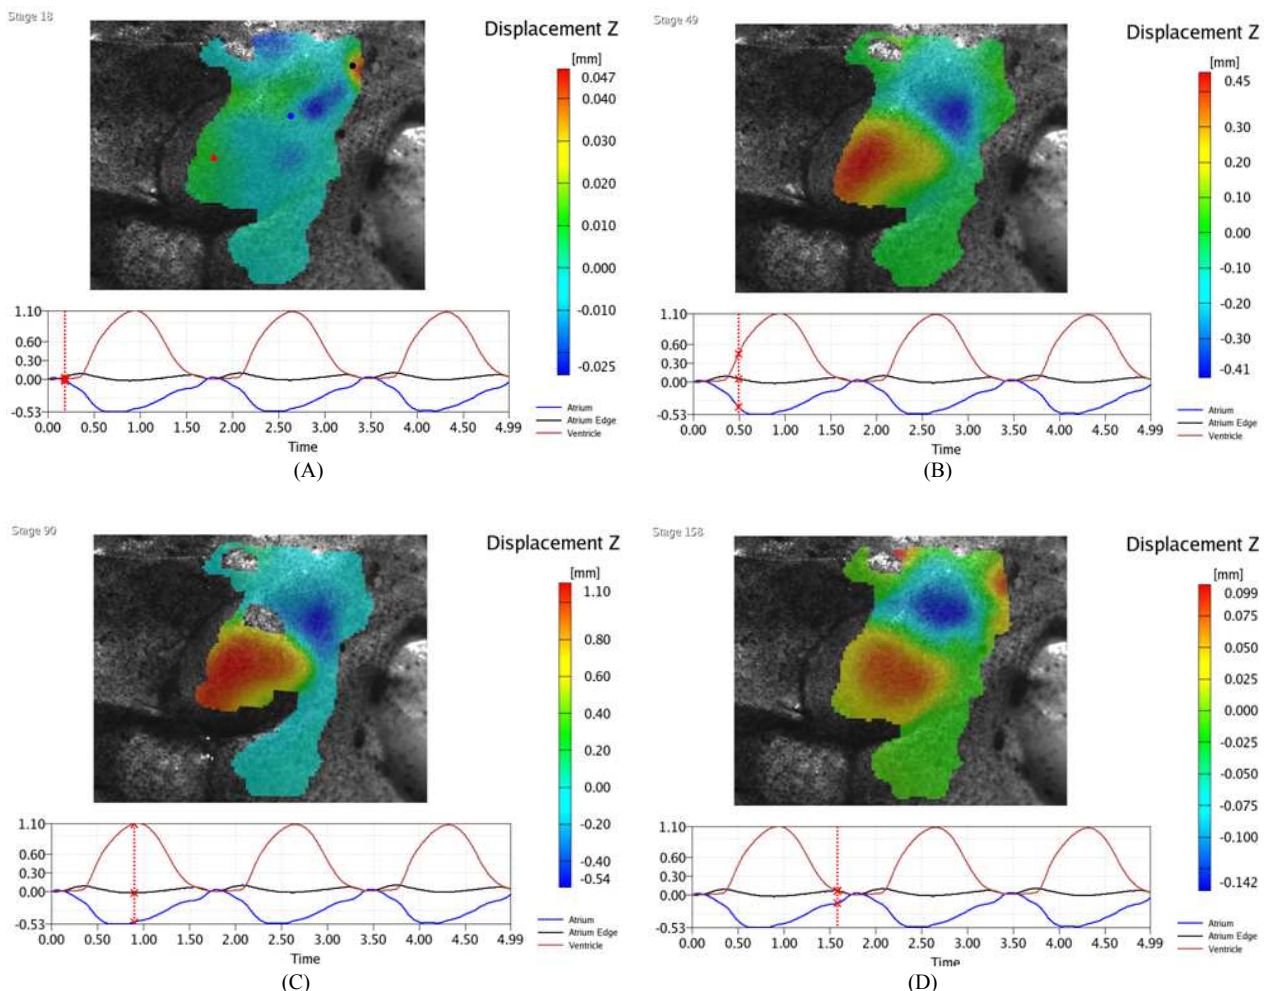 Stage 18
Displacement Z
[mm]
0.047
0.040
0.030
0.020
0.010
0.000
-0.010
-0.025
1.10
0.60
0.30
0.00
-0.53
0.00 0.50 1.00 1.50 2.00 2.50 3.00 3.50 4.00 4.50 4.99
Time
Atrium
Atrium Edge
Ventricle
(A)
Stage 49
Displacement Z
[mm]
0.45
0.30
0.20
0.10
0.00
-0.10
-0.20
-0.30
-0.41
1.10
0.60
0.30
0.00
-0.53
0.00 0.50 1.00 1.50 2.00 2.50 3.00 3.50 4.00 4.50 4.99
Time
Atrium
Atrium Edge
Ventricle
(B)
Stage 90
Displacement Z
[mm]
1.10
0.80
0.60
0.40
0.20
0.00
-0.20
-0.40
-0.54
1.10
0.60
0.30
0.00
-0.53
0.00 0.50 1.00 1.50 2.00 2.50 3.00 3.50 4.00 4.50 4.99
Time
Atrium
Atrium Edge
Ventricle
(C)
Stage 158
Displacement Z
[mm]
0.099
0.075
0.050
0.025
0.000
-0.025
-0.050
-0.075
-0.100
-0.142
1.10
0.60
0.30
0.00
-0.53
0.00 0.50 1.00 1.50 2.00 2.50 3.00 3.50 4.00 4.50 4.99
Time
Atrium
Atrium Edge
Ventricle
(D)